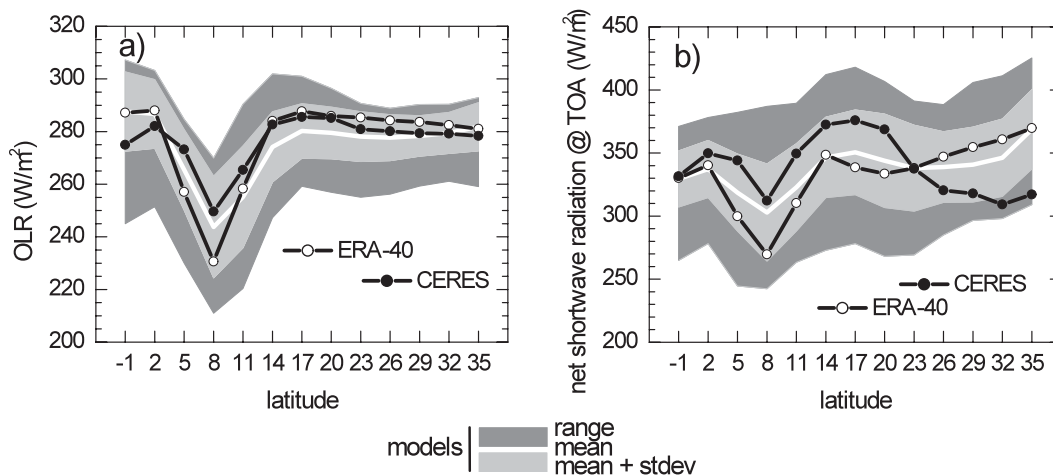 a)
OLR (W/m²)
320
300
280
260
240
220
200
ERA-40
CERES
-1 2 5 8 11 14 17 20 23 26 29 32 35
latitude
b)
net shortwave radiation @ TOA (W/m²)
450
400
350
300
250
200
CERES
ERA-40
-1 2 5 8 11 14 17 20 23 26 29 32 35
latitude
models
range
mean
mean + stdev